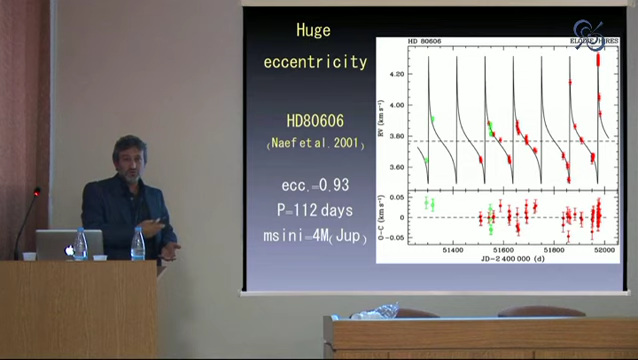 Huge
eccentricity
HD80606
(Naef et al. 2001)
ecc.=0.93
P=112 days
msini=4M(Jup)
HD 80606
ELODIE/HIRES
RV (km s⁻¹)
4.20
4.00
3.80
3.60
O-C (km s⁻¹)
0.05
0
-0.05
51400
51600
51800
52000
JD-2 400 000 (d)